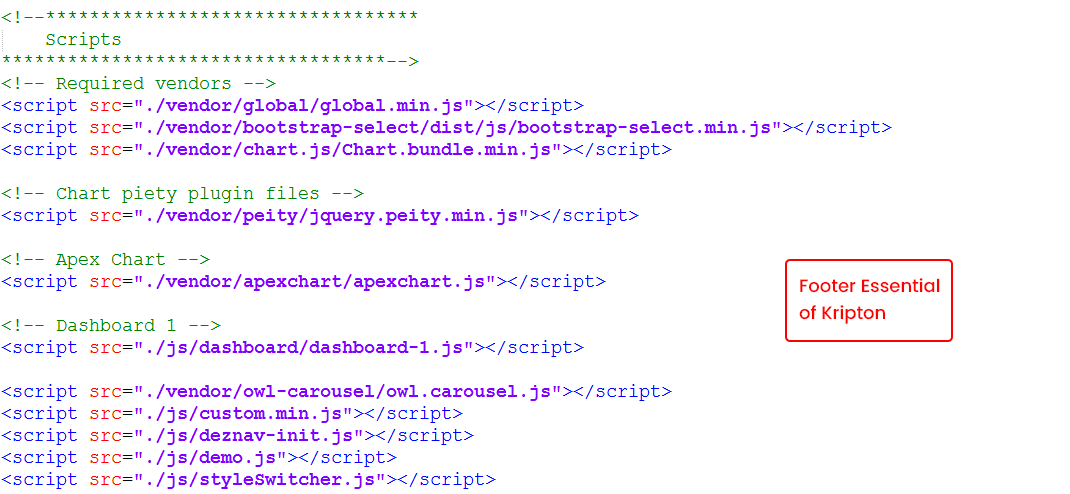 <!--**********************************
Scripts
***********************************-->
<!-- Required vendors -->
<script src="./vendor/global/global.min.js"></script>
<script src="./vendor/bootstrap-select/dist/js/bootstrap-select.min.js"></script>
<script src="./vendor/chart.js/Chart.bundle.min.js"></script>
<!-- Chart piety plugin files -->
<script src="./vendor/peity/jquery.peity.min.js"></script>
<!-- Apex Chart -->
<script src="./vendor/apexchart/apexchart.js"></script>
<!-- Dashboard 1 -->
<script src="./js/dashboard/dashboard-1.js"></script>
<script src="./vendor/owl-carousel/owl.carousel.js"></script>
<script src="./js/custom.min.js"></script>
<script src="./js/deznav-init.js"></script>
<script src="./js/demo.js"></script>
<script src="./js/styleSwitcher.js"></script>
Footer Essential
of Kripton